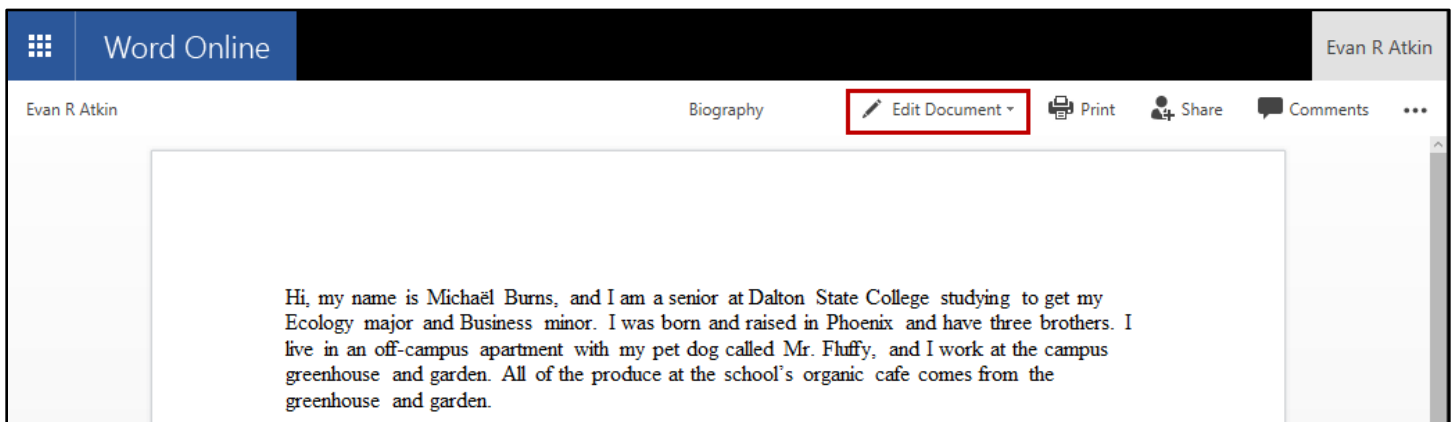 Word Online
Evan R Atkin
Evan R Atkin
Biography
Edit Document
Print
Share
Comments
Hi, my name is Michaël Burns, and I am a senior at Dalton State College studying to get my
Ecology major and Business minor. I was born and raised in Phoenix and have three brothers. I
live in an off-campus apartment with my pet dog called Mr. Fluffy, and I work at the campus
greenhouse and garden. All of the produce at the school's organic cafe comes from the
greenhouse and garden.